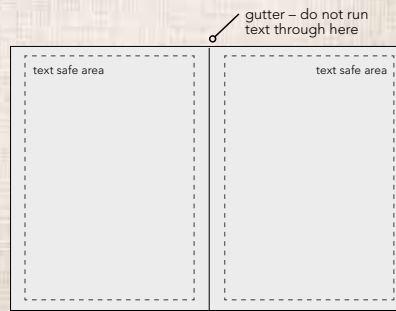 gutter – do not run
text through here
text safe area
text safe area